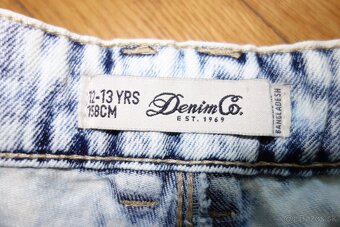 12-13 YRS
158CM
Denim Co.
EST. 1969
BANGLADESH